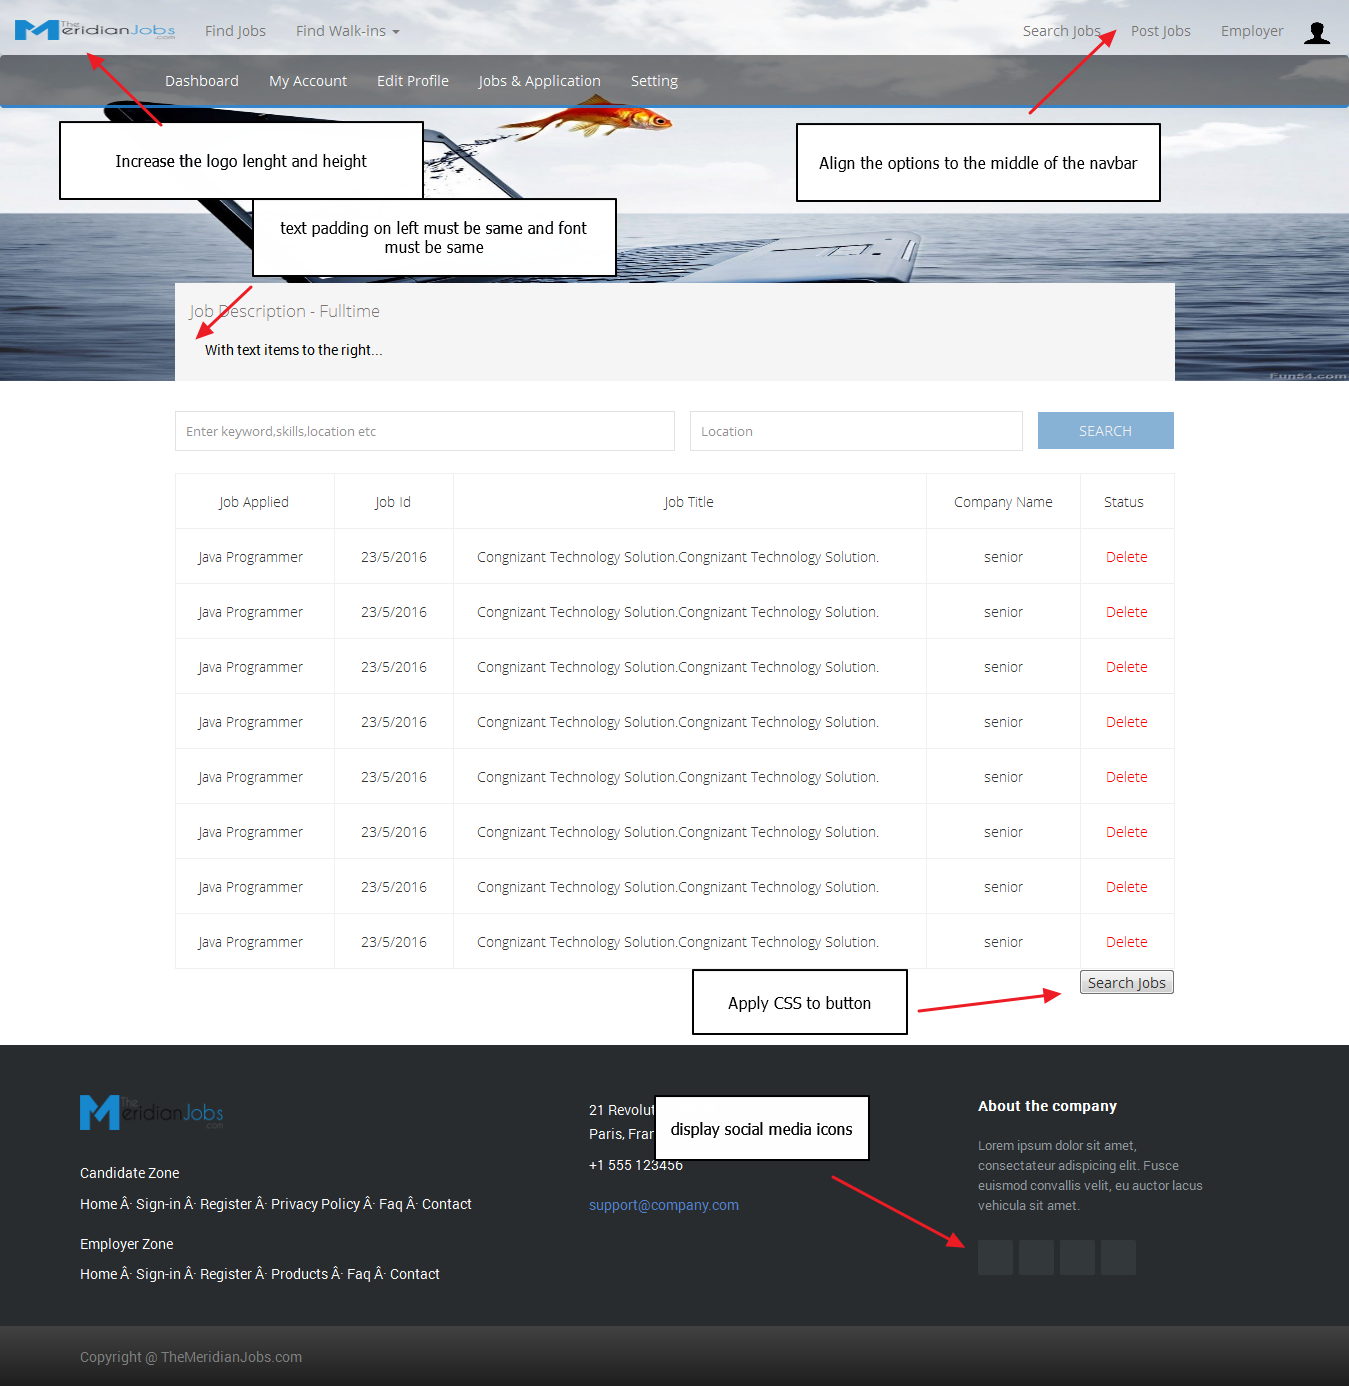 The MeridianJobs .com
Find Jobs
Find Walk-ins
Search Jobs
Post Jobs
Employer
Dashboard
My Account
Edit Profile
Jobs & Application
Setting
Increase the logo lenght and height
Align the options to the middle of the navbar
text padding on left must be same and font
must be same
Job Description - Fulltime
With text items to the right...
Fun54.com
Enter keyword,skills,location etc
Location
SEARCH
Job Applied Job Id Job Title Company Name Status
Java Programmer 23/5/2016 Congnizant Technology Solution.Congnizant Technology Solution. senior Delete
Java Programmer 23/5/2016 Congnizant Technology Solution.Congnizant Technology Solution. senior Delete
Java Programmer 23/5/2016 Congnizant Technology Solution.Congnizant Technology Solution. senior Delete
Java Programmer 23/5/2016 Congnizant Technology Solution.Congnizant Technology Solution. senior Delete
Java Programmer 23/5/2016 Congnizant Technology Solution.Congnizant Technology Solution. senior Delete
Java Programmer 23/5/2016 Congnizant Technology Solution.Congnizant Technology Solution. senior Delete
Java Programmer 23/5/2016 Congnizant Technology Solution.Congnizant Technology Solution. senior Delete
Java Programmer 23/5/2016 Congnizant Technology Solution.Congnizant Technology Solution. senior Delete
Search Jobs
Apply CSS to button
The MeridianJobs .com
Candidate Zone
Home Â· Sign-in Â· Register Â· Privacy Policy Â· Faq Â· Contact
Employer Zone
Home Â· Sign-in Â· Register Â· Products Â· Faq Â· Contact
21
Paris,
+1 555 123456
support@company.com
display social media icons
About the company
Lorem ipsum dolor sit amet,
consectateur adispicing elit. Fusce
euismod convallis velit, eu auctor lacus
vehicula sit amet.
Copyright @ TheMeridianJobs.com